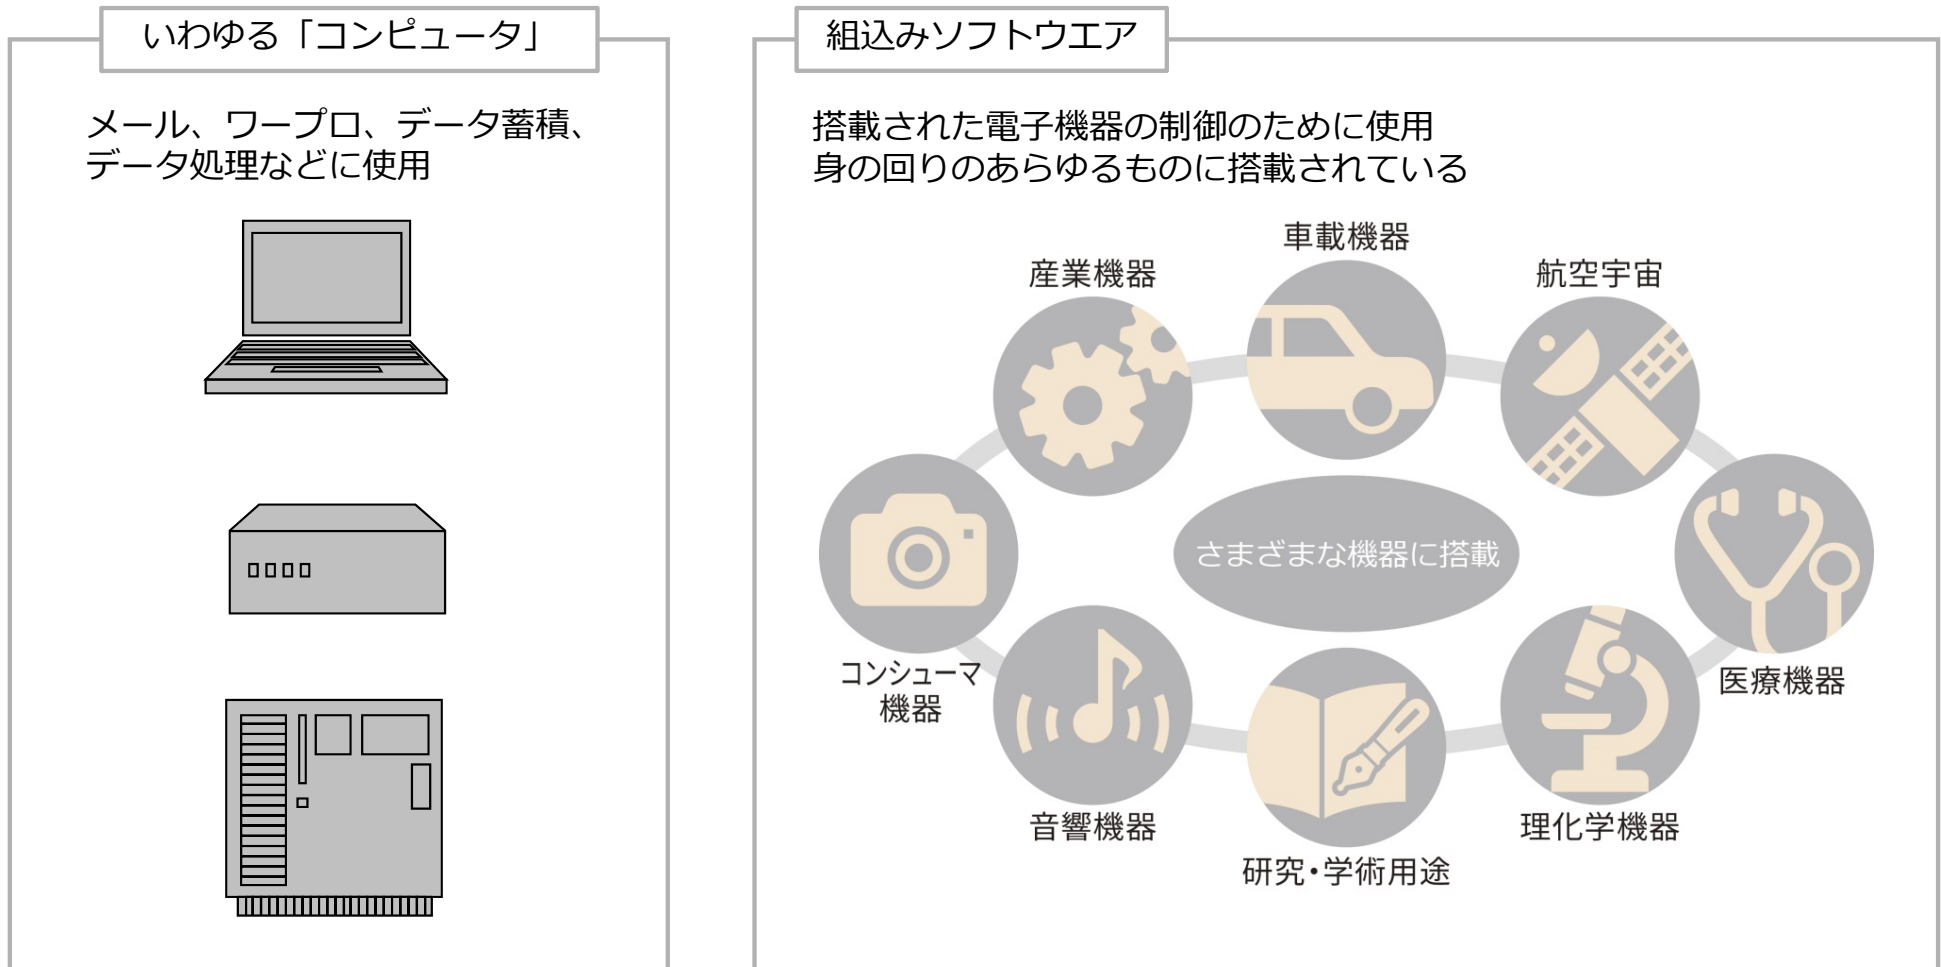 いわゆる「コンピュータ」
メール、ワープロ、データ蓄積、
データ処理などに使用
組込みソフトウエア
搭載された電子機器の制御のために使用
身の回りのあらゆるものに搭載されている
車載機器
産業機器
航空宇宙
さまざまな機器に搭載
コンシューマ
機器
医療機器
音響機器
理化学機器
研究・学術用途